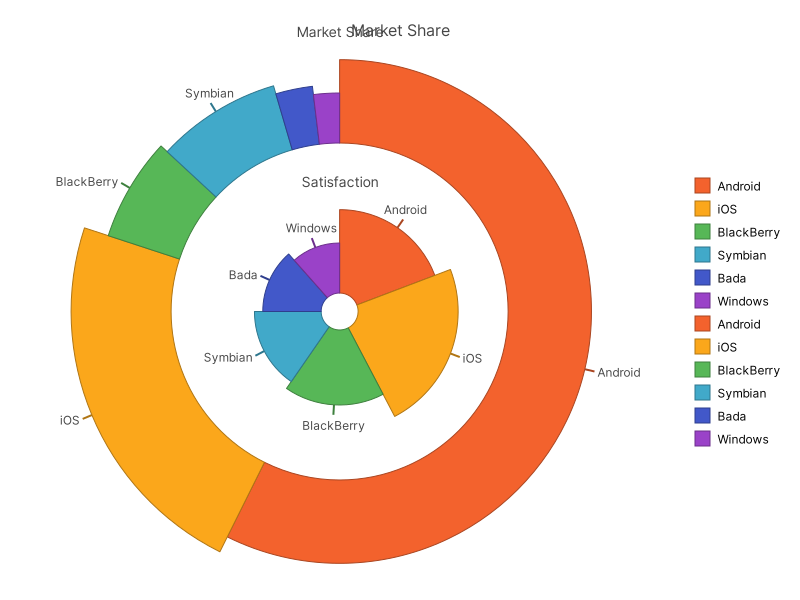 Market Share
Market Share
Symbian
BlackBerry
Satisfaction
Android
Windows
Bada
Symbian
iOS
Android
iOS
BlackBerry
Android
iOS
BlackBerry
Symbian
Bada
Windows
Android
iOS
BlackBerry
Symbian
Bada
Windows